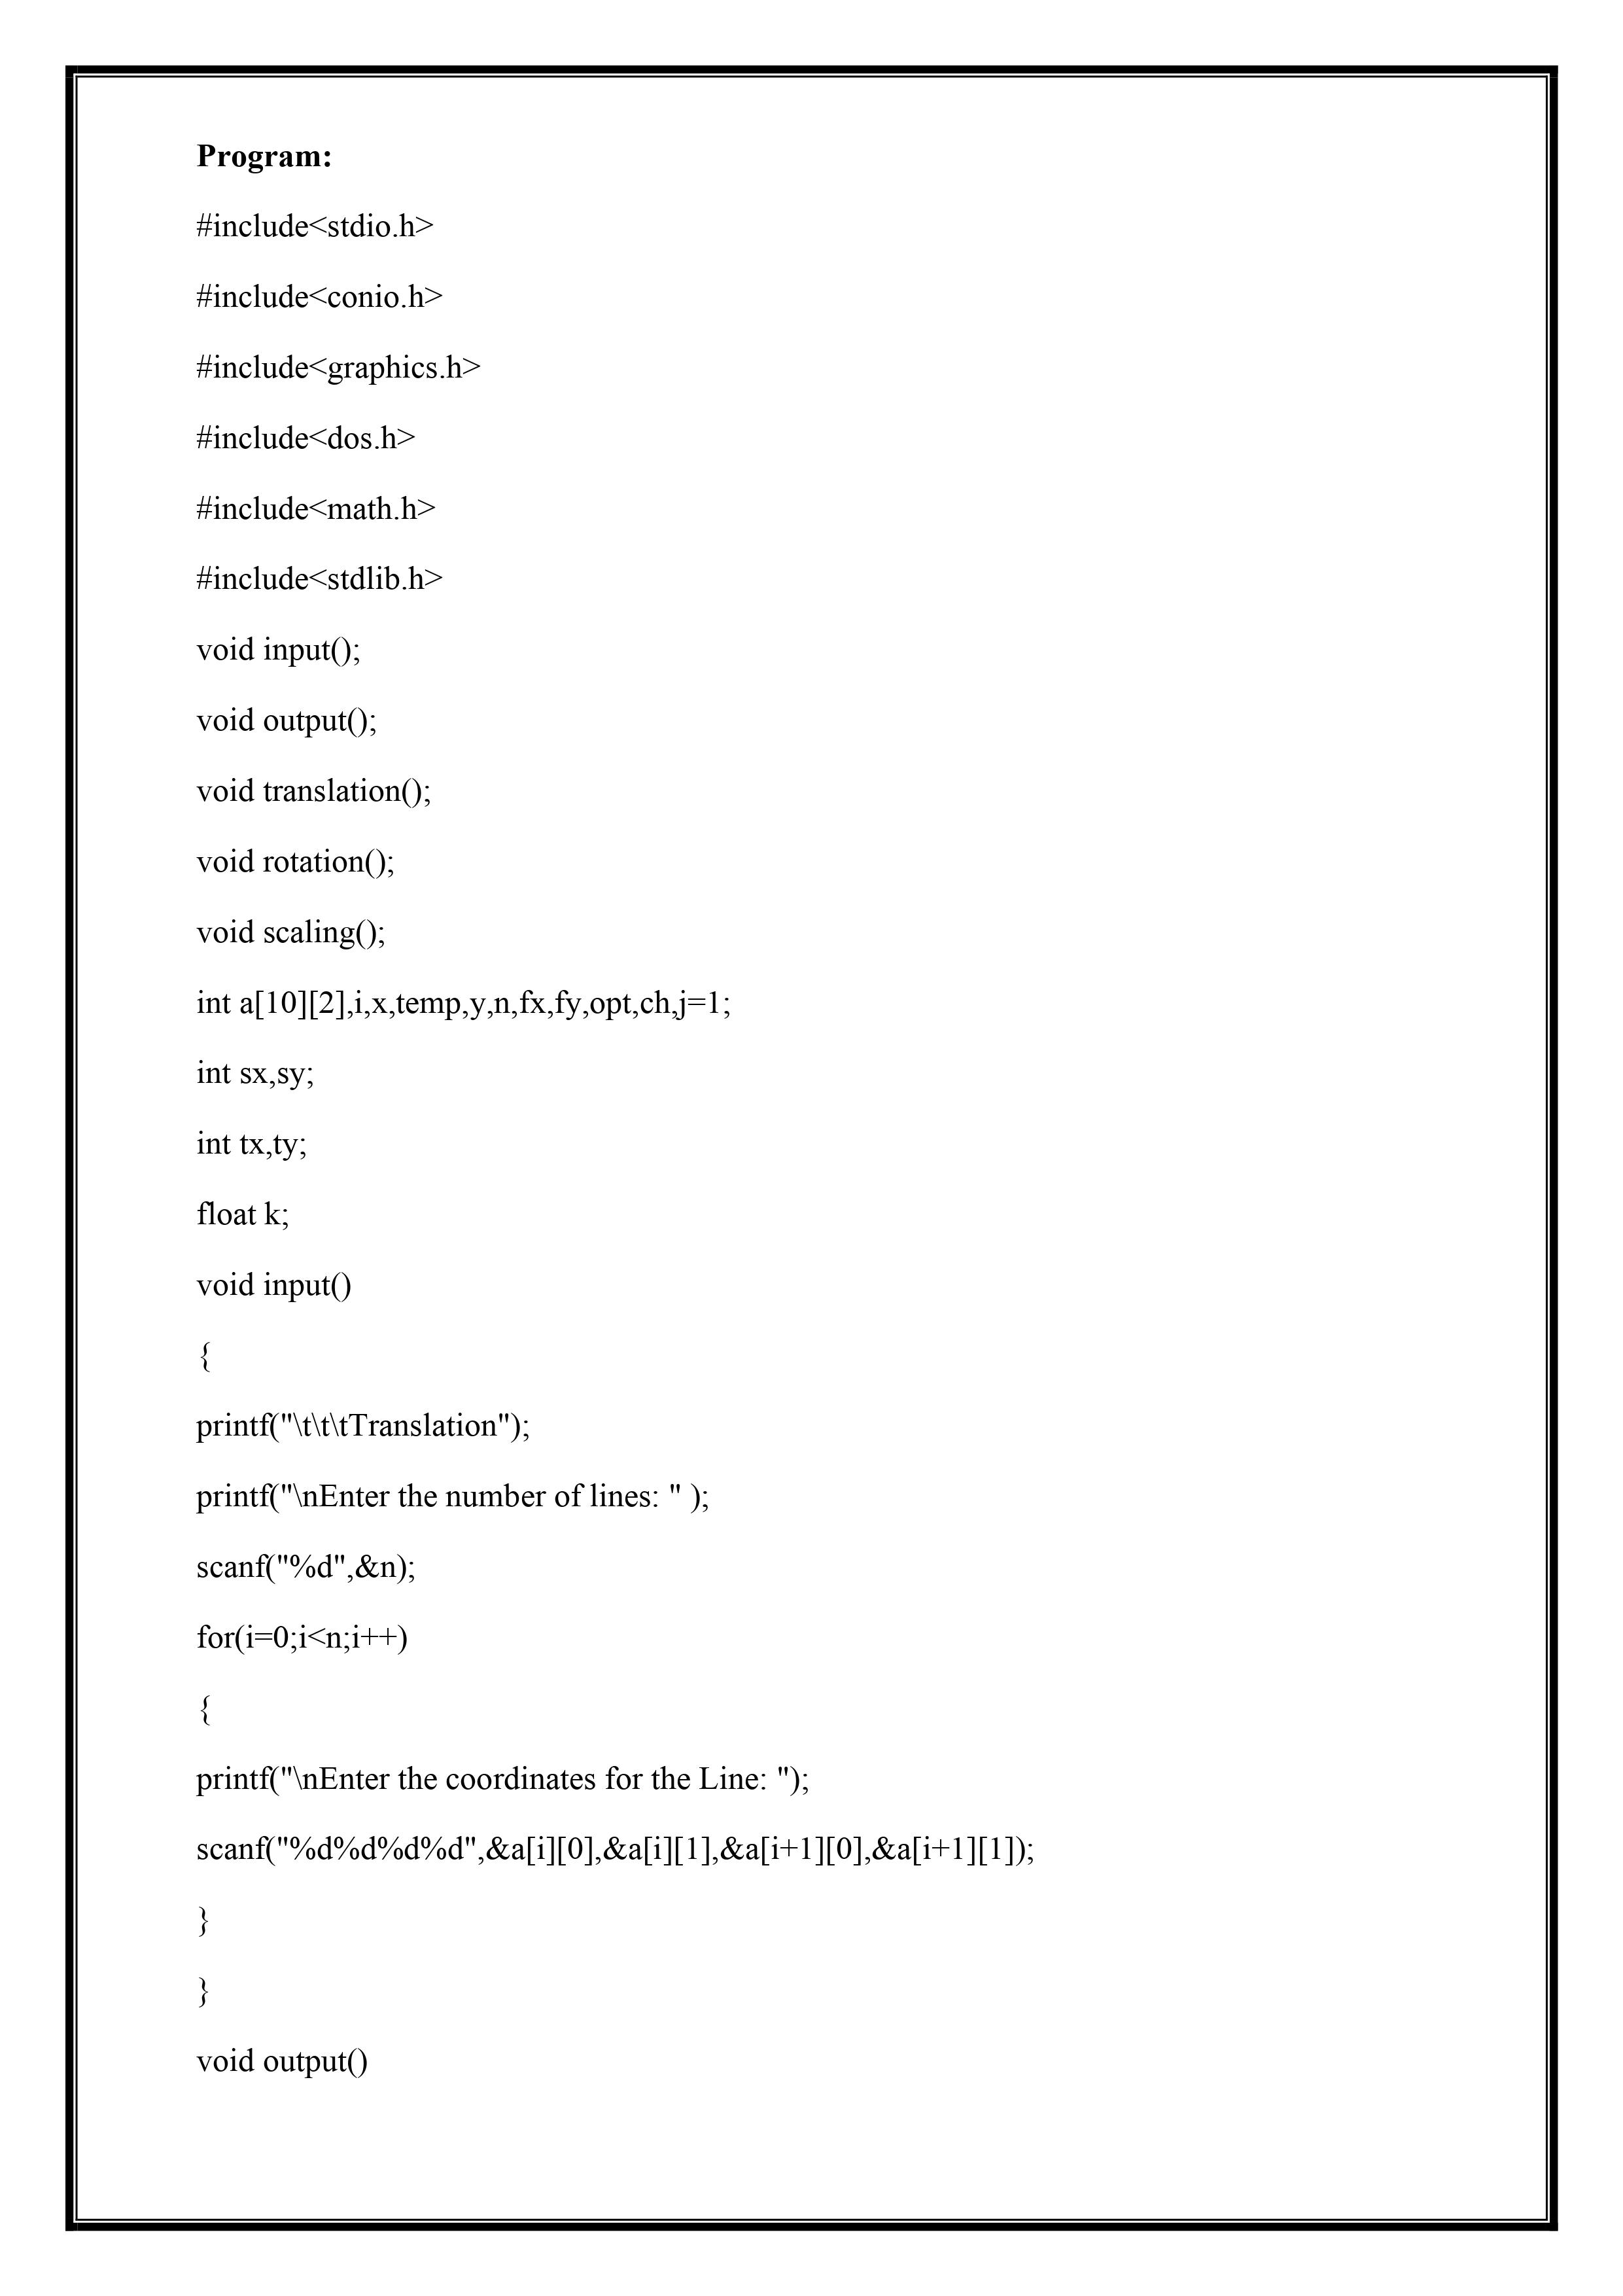 Program:
#include<stdio.h>
#include<conio.h>
#include<graphics.h>
#include<dos.h>
#include<math.h>
#include<stdlib.h>
void input();
void output();
void translation();
void rotation();
void scaling();
int a[10][2],i,x,temp,y,n,fx,fy,opt,ch,j=1;
int sx,sy;
int tx,ty;
float k;
void input()
{
printf("\t\t\tTranslation");
printf("\nEnter the number of lines: " );
scanf("%d",&n);
for(i=0;i<n;i++)
{
printf("\nEnter the coordinates for the Line: ");
scanf("%d%d%d%d",&a[i][0],&a[i][1],&a[i+1][0],&a[i+1][1]);
}
}
void output()